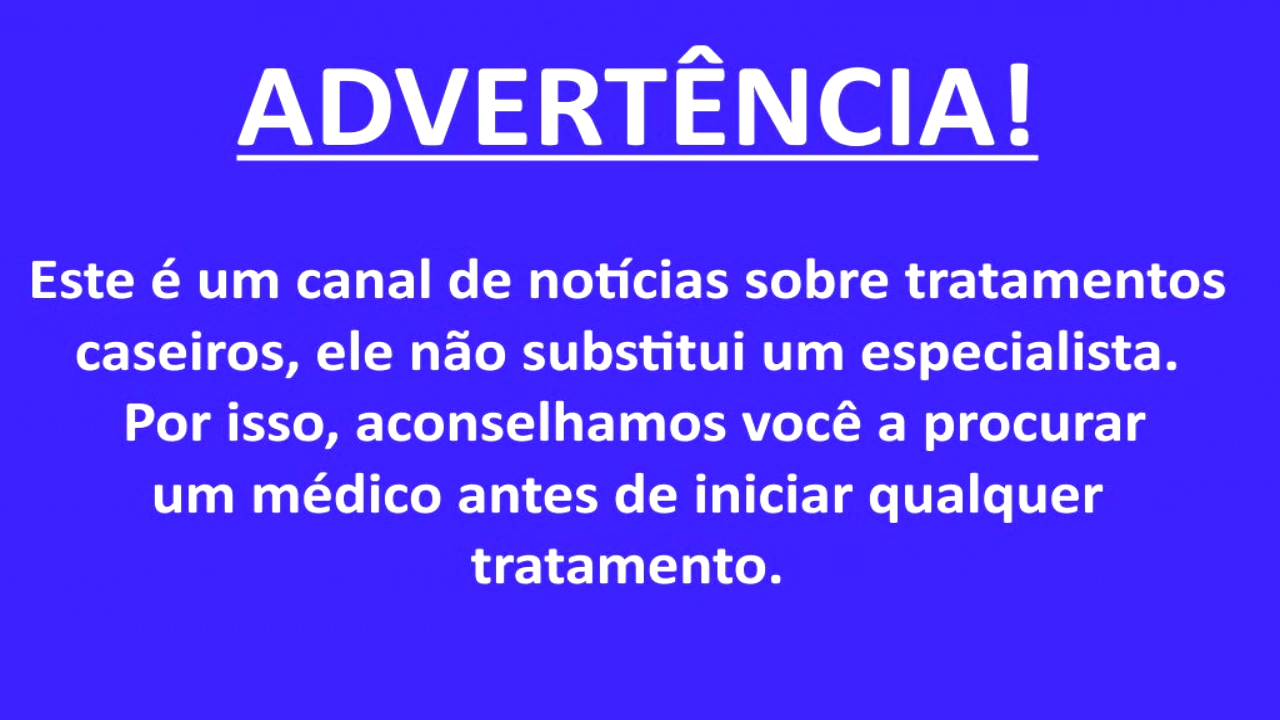 ADVERTÊNCIA!
Este é um canal de notícias sobre tratamentos
caseiros, ele não substitui um especialista.
Por isso, aconselhamos você a procurar
um médico antes de iniciar qualquer
tratamento.